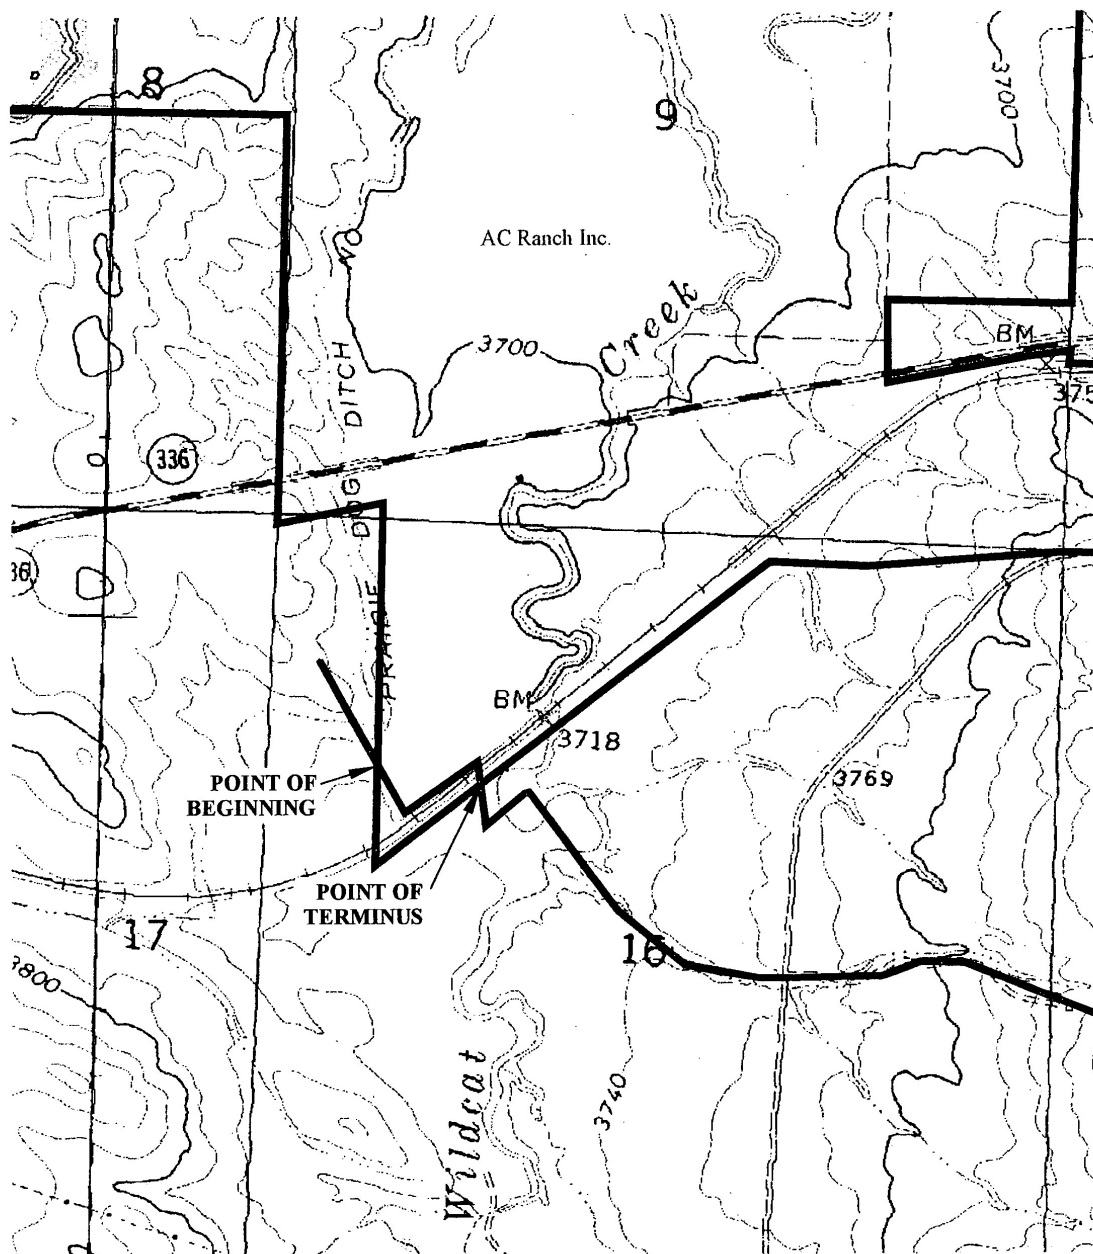 8
9
3700
NO
AC Ranch Inc.
Creek
BM
3700
DITCH
375
336
DOG
36
PRAIRIE
BM
3718
3769
POINT OF
BEGINNING
POINT OF
TERMINUS
17
16
3800
3740
Wildcat